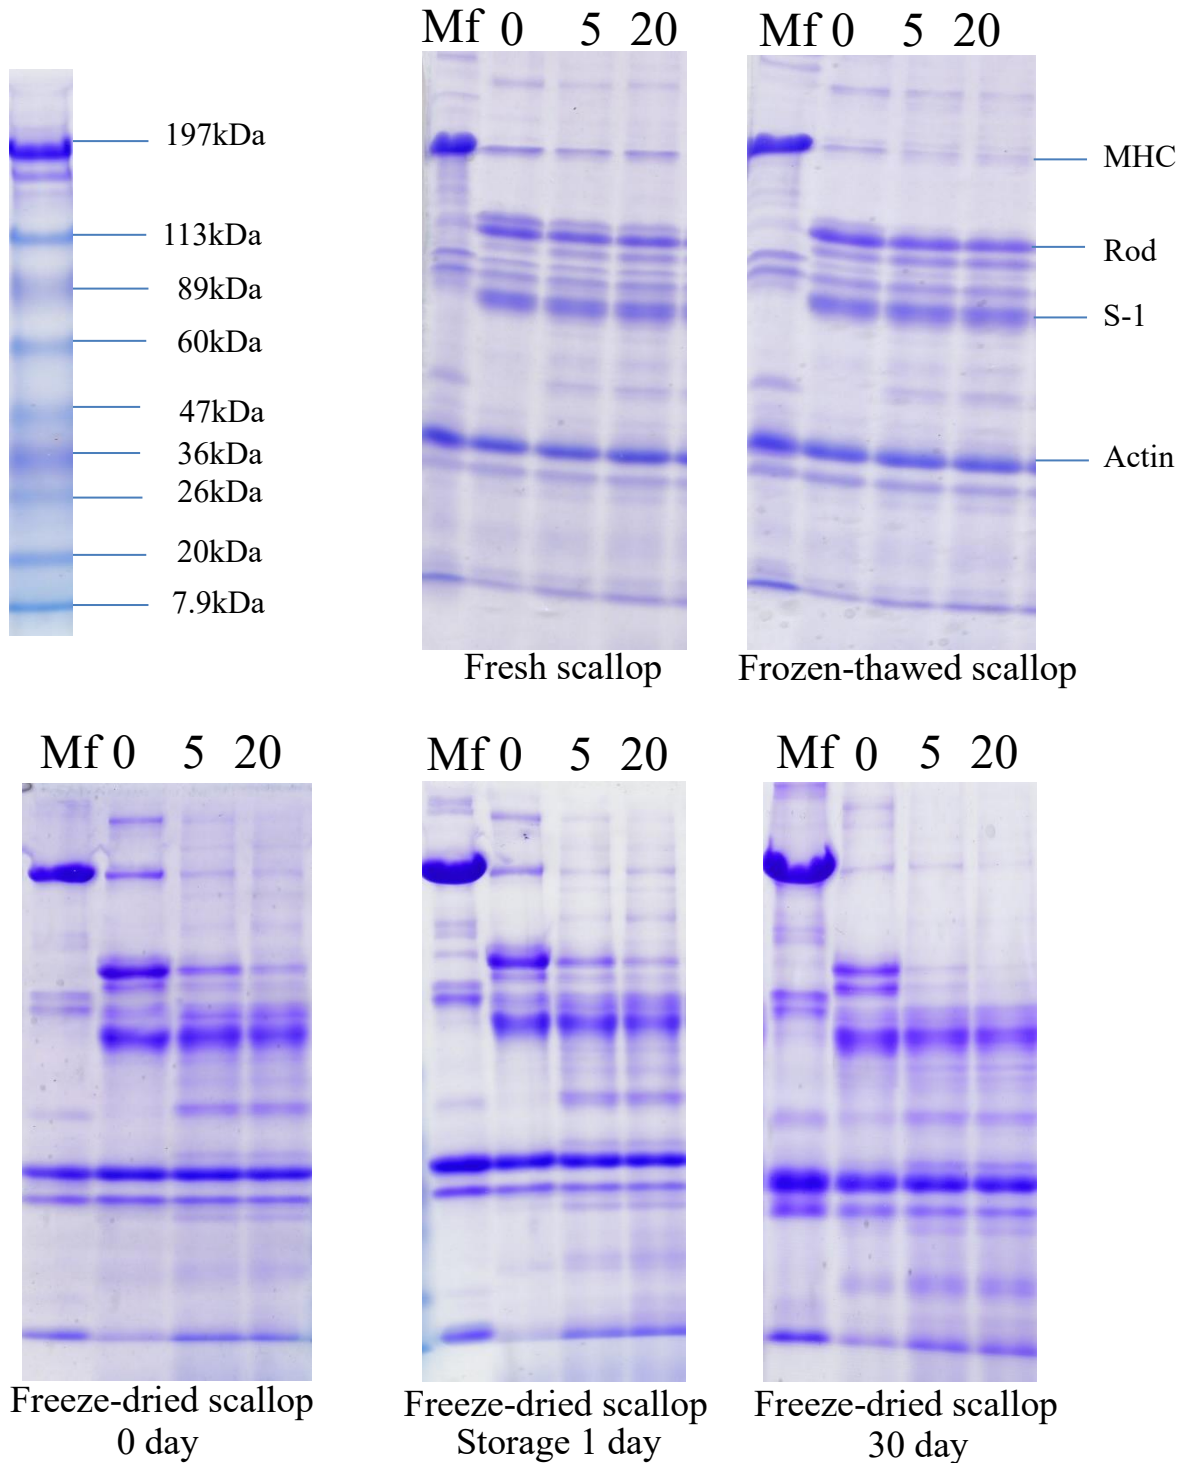 Mf 0 5 20
Mf 0 5 20
197kDa
113kDa
89kDa
60kDa
47kDa
36kDa
26kDa
20kDa
7.9kDa
MHC
Rod
S-1
Actin
Fresh scallop
Frozen-thawed scallop
Mf 0 5 20
Mf 0 5 20
Mf 0 5 20
Freeze-dried scallop
0 day
Freeze-dried scallop
Storage 1 day
Freeze-dried scallop
30 day